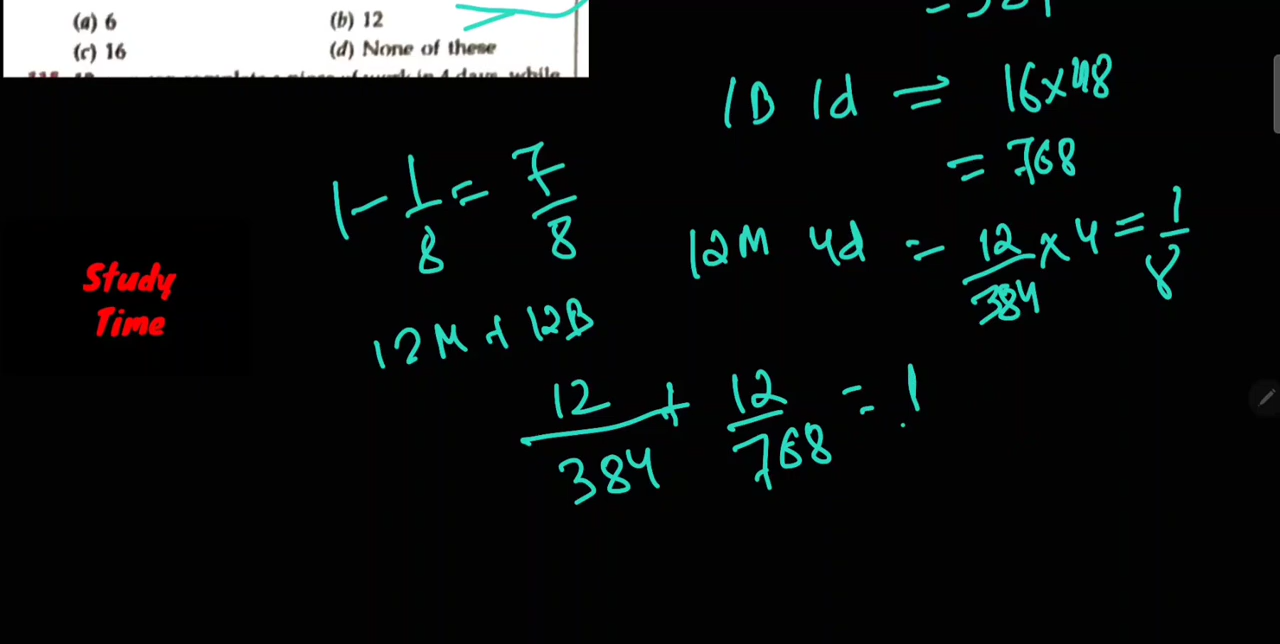 (a) 6 (b) 12
(c) 16 (d) None of these
= 384
1B 1d = 16×48
= 768
1 - 1/8 = 7/8
12M 4d = 12/384 × 4 = 1/8
Study
Time
12M + 12B
12/384 + 12/768 = 1